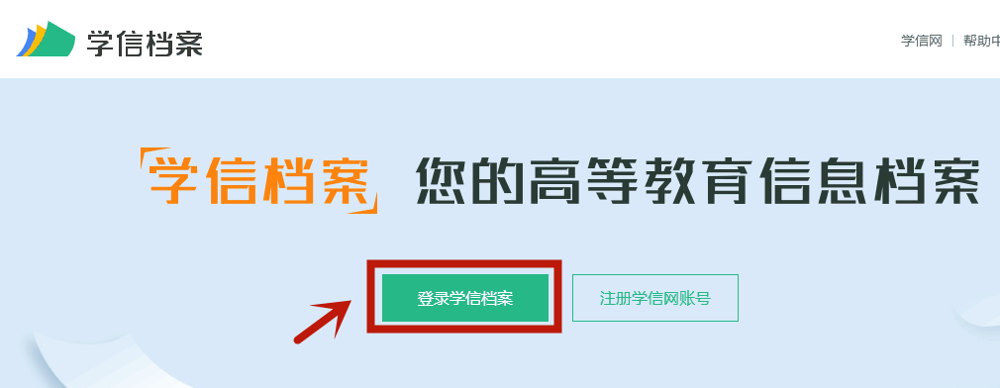 学信档案
学信网 | 帮助中
学信档案 您的高等教育信息档案
登录学信档案
注册学信网账号